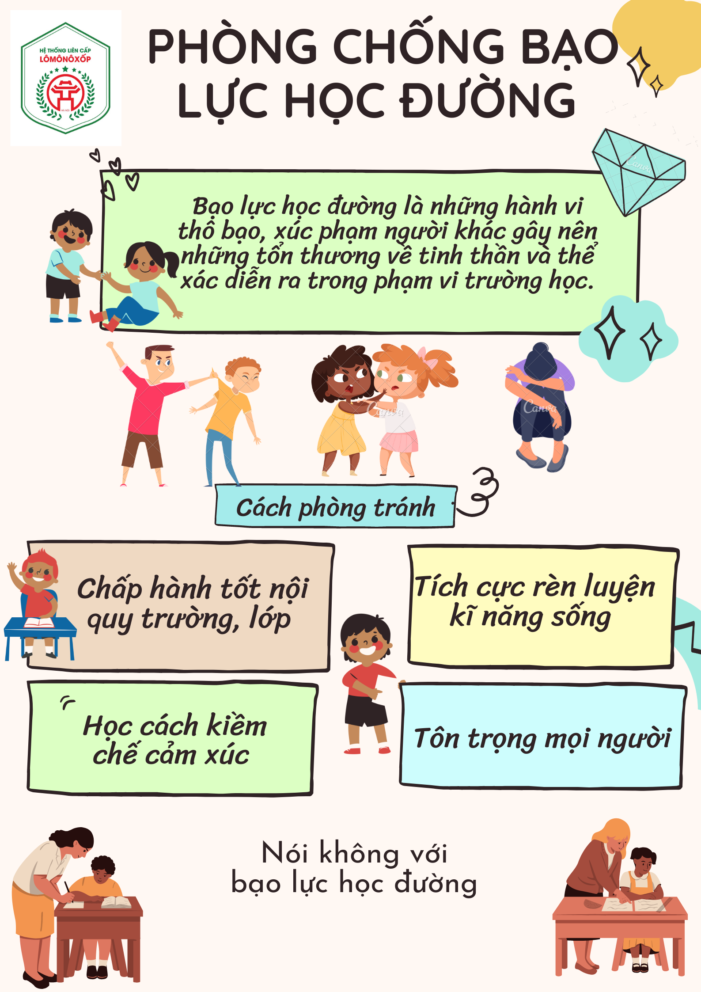 HỆ THỐNG LIÊN CẤP
LÔMÔNÔXỐP
PHÒNG CHỐNG BẠO
LỰC HỌC ĐƯỜNG
Bạo lực học đường là những hành vi
thô bạo, xúc phạm người khác gây nên
những tổn thương về tinh thần và thể
xác diễn ra trong phạm vi trường học.
Canva
Canva
Cách phòng tránh
Chấp hành tốt nội
quy trường, lớp
Tích cực rèn luyện
kĩ năng sống
Học cách kiềm
chế cảm xúc
Tôn trọng mọi người
Nói không với
bạo lực học đường